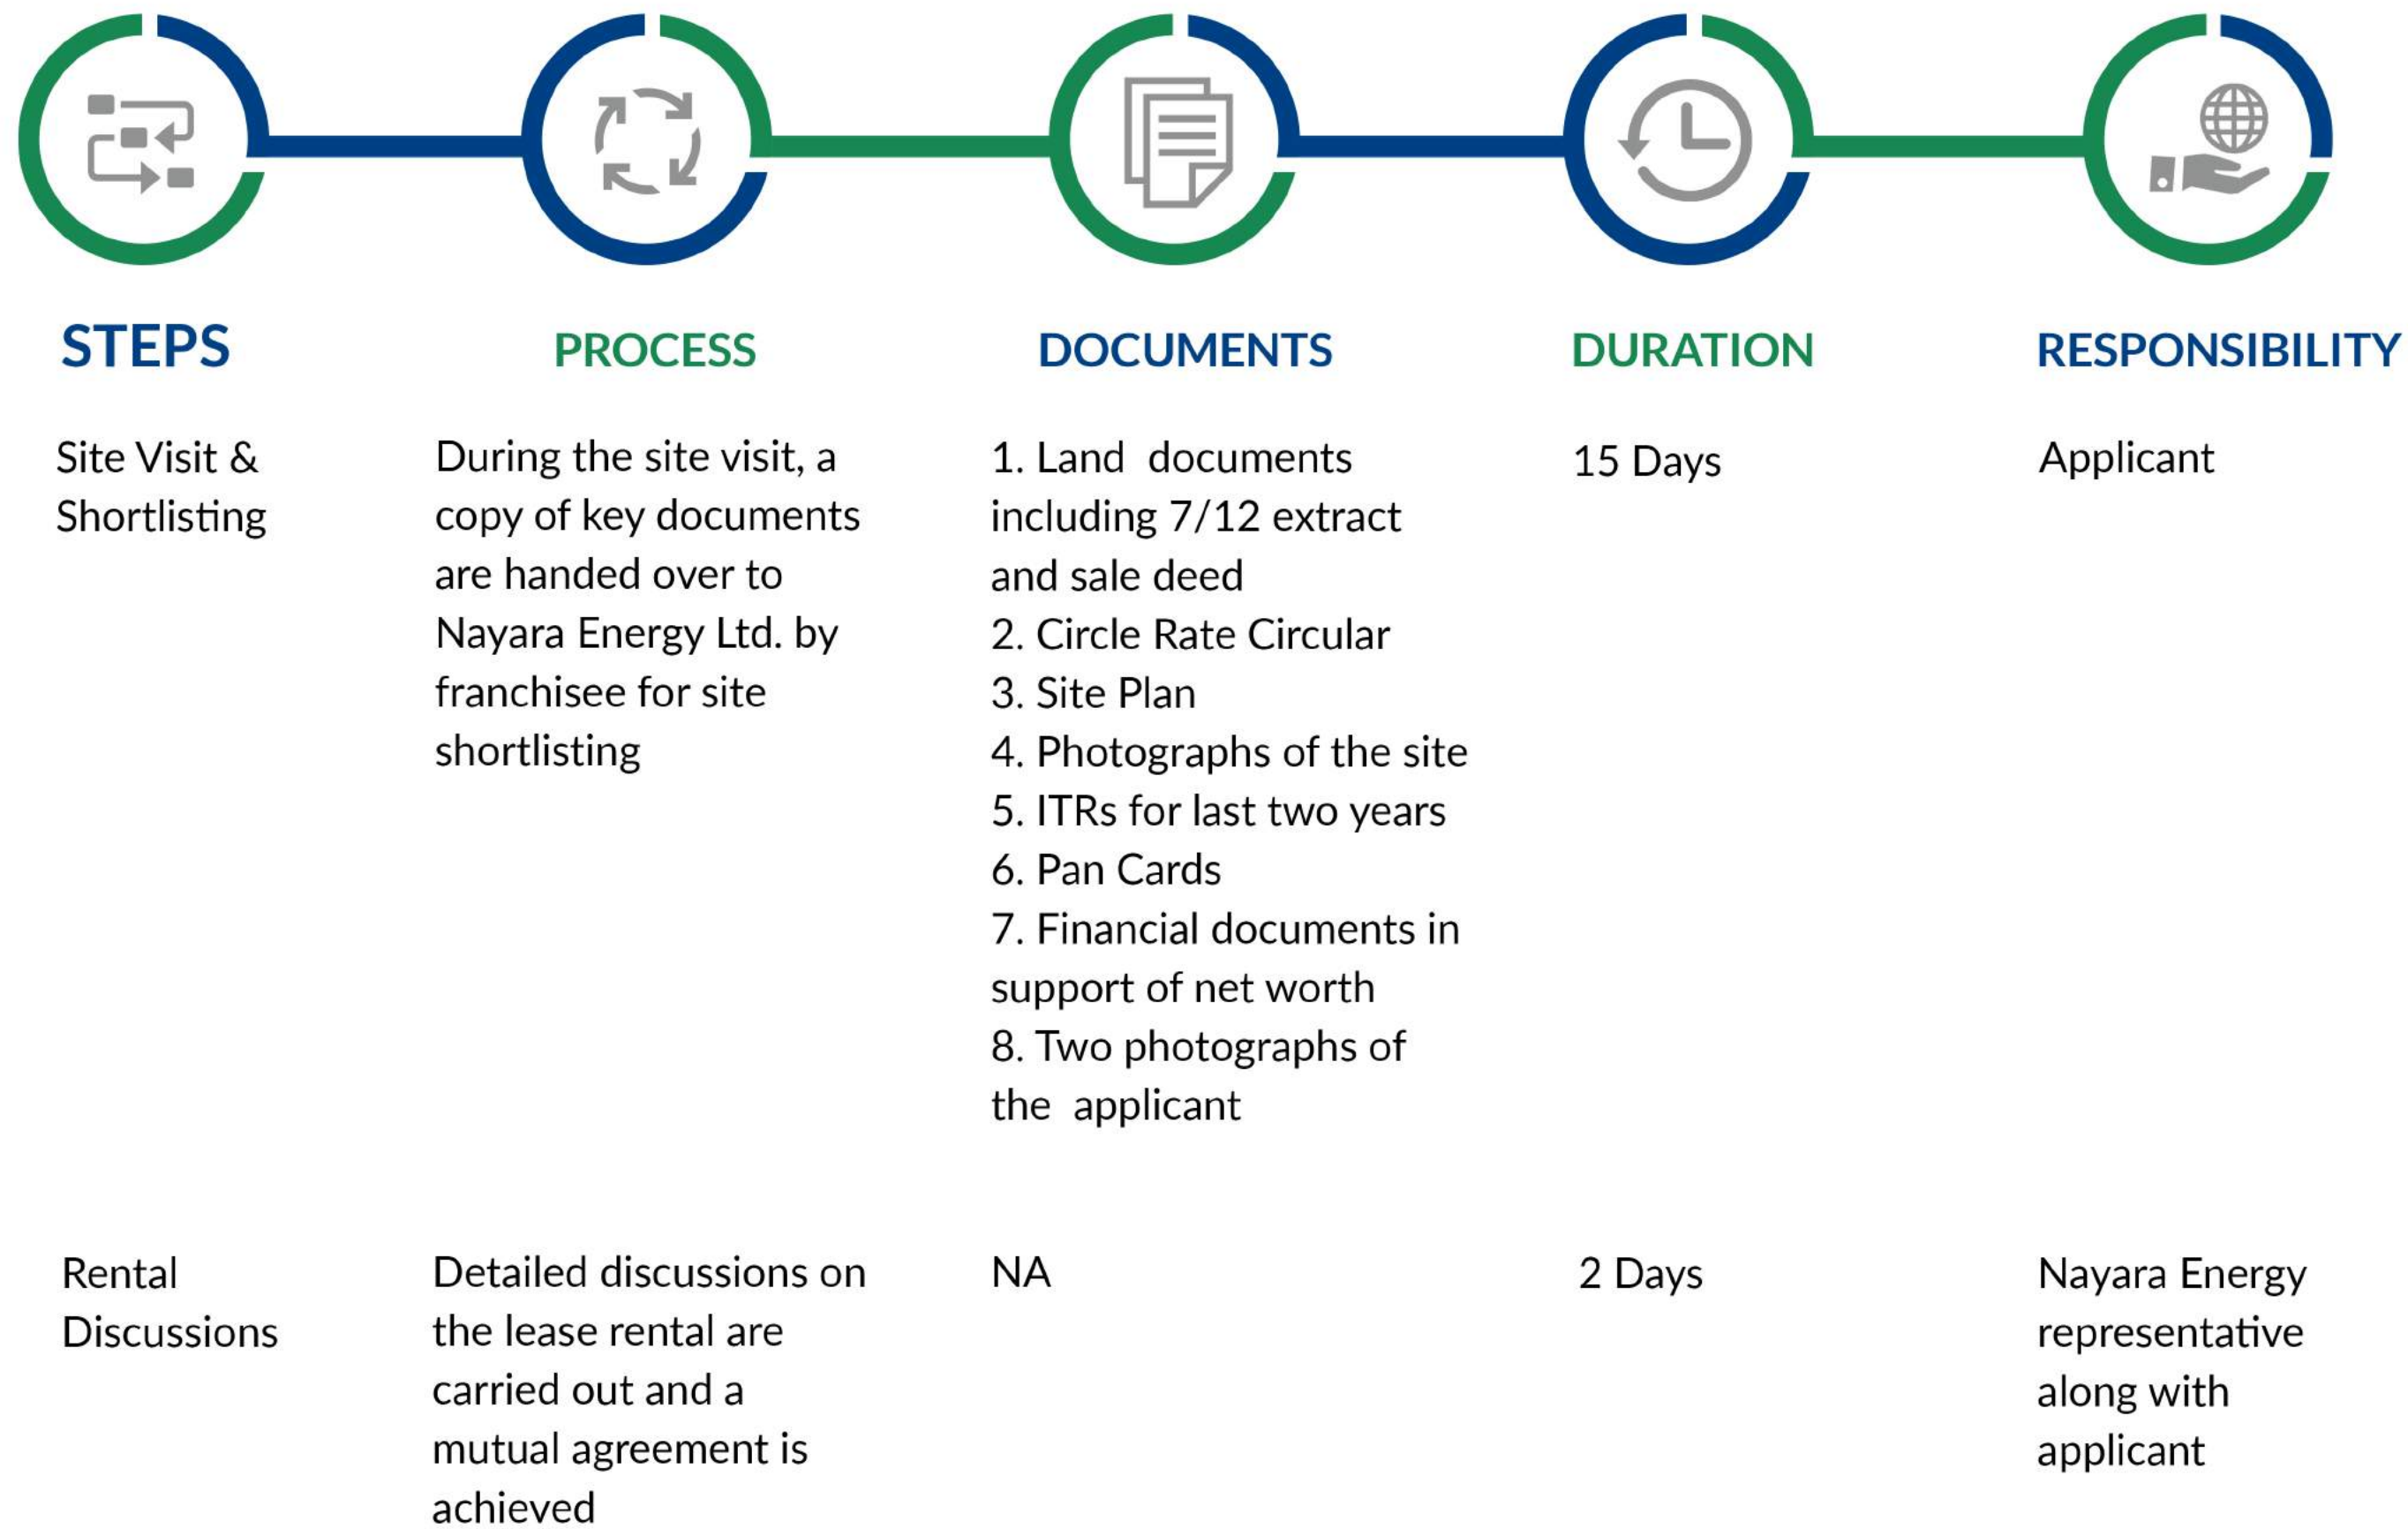 STEPS
PROCESS
DOCUMENTS
DURATION
RESPONSIBILITY
Site Visit &
Shortlisting
During the site visit, a
copy of key documents
are handed over to
Nayara Energy Ltd. by
franchisee for site
shortlisting
1. Land documents
including 7/12 extract
and sale deed
2. Circle Rate Circular
3. Site Plan
4. Photographs of the site
5. ITRs for last two years
6. Pan Cards
7. Financial documents in
support of net worth
8. Two photographs of
the applicant
15 Days
Applicant
Rental
Discussions
Detailed discussions on
the lease rental are
carried out and a
mutual agreement is
achieved
NA
2 Days
Nayara Energy
representative
along with
applicant